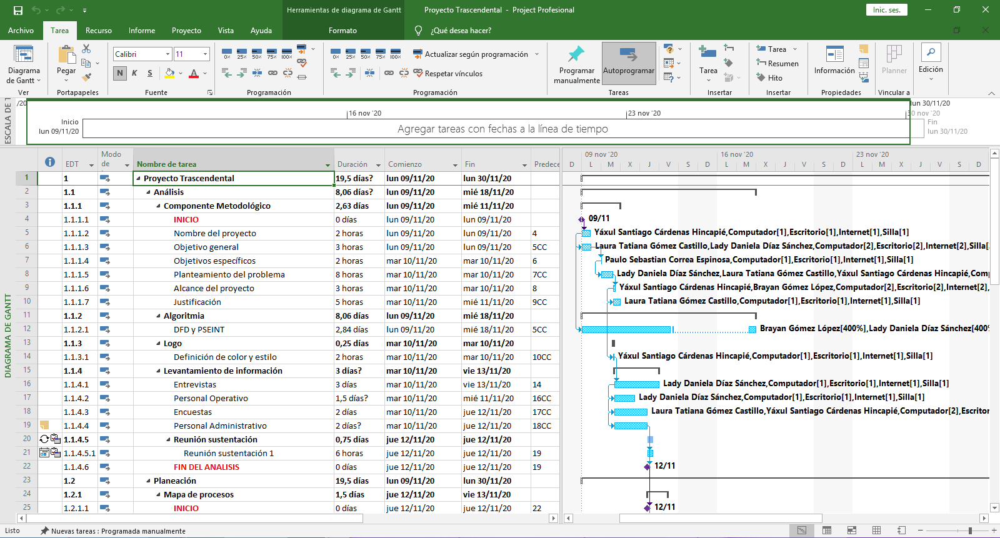 Herramientas de diagrama de Gantt
Proyecto Trascendental - Project Profesional
Inic. ses.
Archivo Tarea Recurso Informe Proyecto Vista Ayuda Formato ¿Qué desea hacer?
Diagrama de Gantt
Ver
Pegar
Portapapeles
Calibri 11
N K S A
Fuente
0% 25% 50% 75% 100%
Programación
0% 25% 50% 75% 100%
Actualizar según programación
Respetar vínculos
Programación
Programar manualmente
Autoprogramar
Tareas
Tarea
Insertar
Tarea
Resumen
Hito
Insertar
Información
Propiedades
Planner
Vincular a
Edición
ESCALA DE T
/20
lun 30/11/20
16 nov '20 23 nov '20 30 nov '20
Inicio
lun 09/11/20
Agregar tareas con fechas a la línea de tiempo
Fin
lun 30/11/20
DIAGRAMA DE GANTT
EDT Modo de Nombre de tarea Duración Comienzo Fin Predece
09 nov '20 16 nov '20 23 nov '20
D L M X J V S D L M X J V S D L M X J V S D
1 1 Proyecto Trascendental 19,5 días? lun 09/11/20 lun 30/11/20
2 1.1 Análisis 8,06 días? lun 09/11/20 mié 18/11/20
3 1.1.1 Componente Metodológico 2,63 días lun 09/11/20 mié 11/11/20
4 1.1.1.1 INICIO 0 días lun 09/11/20 lun 09/11/20 09/11
5 1.1.1.2 Nombre del proyecto 2 horas lun 09/11/20 lun 09/11/20 4 Yáxul Santiago Cárdenas Hincapié,Computador[1],Escritorio[1],Internet[1],Silla[1]
6 1.1.1.3 Objetivo general 3 horas lun 09/11/20 lun 09/11/20 5CC Laura Tatiana Gómez Castillo,Lady Daniela Díaz Sánchez,Computador[2],Escritorio[2],Internet[2],Silla[
7 1.1.1.4 Objetivos específicos 2 horas mar 10/11/20 mar 10/11/20 6 Paulo Sebastian Correa Espinosa,Computador[1],Escritorio[1],Internet[1],Silla[1]
8 1.1.1.5 Planteamiento del problema 8 horas mar 10/11/20 mar 10/11/20 7CC Lady Daniela Díaz Sánchez,Laura Tatiana Gómez Castillo,Yáxul Santiago Cárdenas Hincapié,Com
9 1.1.1.6 Alcance del proyecto 3 horas mar 10/11/20 mar 10/11/20 8 Yáxul Santiago Cárdenas Hincapié,Brayan Gómez López,Computador[2],Escritorio[2],Internet[2],
10 1.1.1.7 Justificación 5 horas mar 10/11/20 mié 11/11/20 9CC Laura Tatiana Gómez Castillo,Computador[1],Escritorio[1],Internet[1],Silla[1]
11 1.1.2 Algoritmia 8,06 días lun 09/11/20 mié 18/11/20
12 1.1.2.1 DFD y PSEINT 2,84 días lun 09/11/20 mié 18/11/20 5CC Brayan Gómez López[400%],Lady Daniela Díaz Sánchez[400%
13 1.1.3 Logo 0,25 días mar 10/11/20 mar 10/11/20
14 1.1.3.1 Definición de color y estilo 2 horas mar 10/11/20 mar 10/11/20 10CC Yáxul Santiago Cárdenas Hincapié,Computador[1],Escritorio[1],Internet[1],Silla[1]
15 1.1.4 Levantamiento de información 3 días? mar 10/11/20 vie 13/11/20
16 1.1.4.1 Entrevistas 3 días mar 10/11/20 vie 13/11/20 14 Lady Daniela Díaz Sánchez,Computador[1],Escritorio[1],Internet[1],Silla[1]
17 1.1.4.2 Personal Operativo 1,5 días? mar 10/11/20 mié 11/11/20 16CC Lady Daniela Díaz Sánchez,Computador[1],Escritorio[1],Internet[1],Silla[1]
18 1.1.4.3 Encuestas 2 días mar 10/11/20 jue 12/11/20 17CC Laura Tatiana Gómez Castillo,Yáxul Santiago Cárdenas Hincapié,Computador[2],Escritor
19 1.1.4.4 Personal Administrativo 2 días? mar 10/11/20 jue 12/11/20 18CC
20 1.1.4.5 Reunión sustentación 0,75 días jue 12/11/20 jue 12/11/20
21 1.1.4.5.1 Reunión sustentación 1 6 horas jue 12/11/20 jue 12/11/20 19
22 1.1.4.6 FIN DEL ANALISIS 0 días jue 12/11/20 jue 12/11/20 19 12/11
23 1.2 Planeación 19,5 días lun 09/11/20 lun 30/11/20
24 1.2.1 Mapa de procesos 1,5 días jue 12/11/20 vie 13/11/20
25 1.2.1.1 INICIO 0 días jue 12/11/20 jue 12/11/20 22 12/11
Listo Nuevas tareas : Programada manualmente